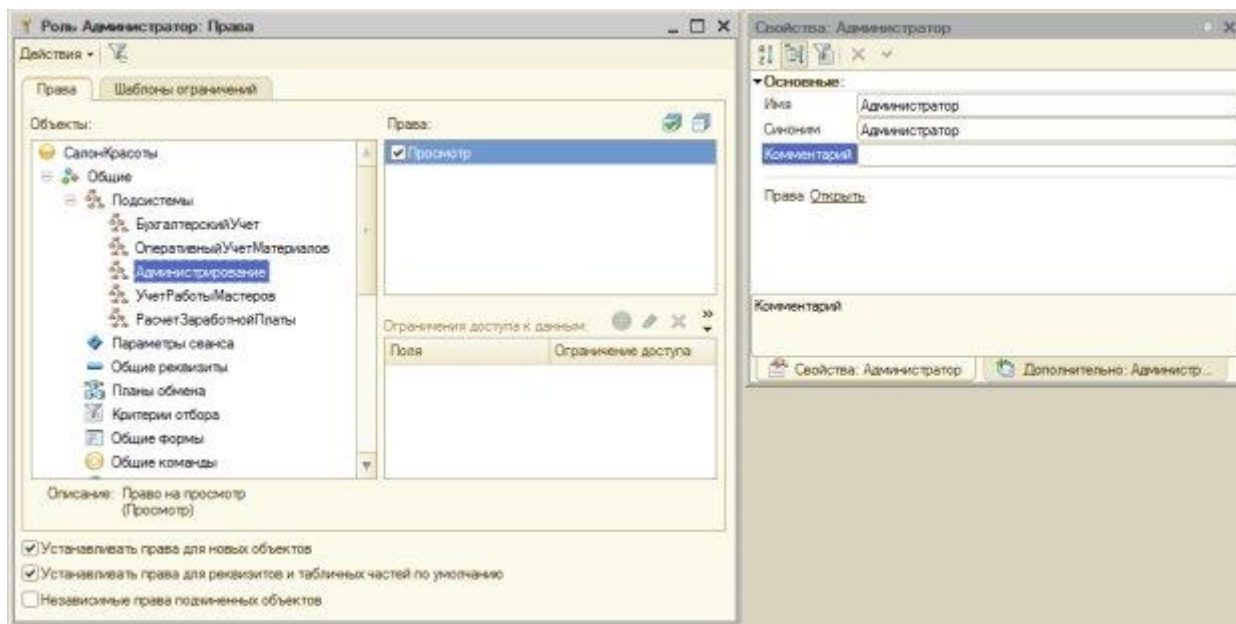 Роль Администратор: Права
Действия
Права
Шаблоны ограничений
Объекты:
СалонКрасоты
Общие
Подсистемы
БухгалтерскийУчет
ОперативныйУчетМатериалов
Администрирование
УчетРаботыМастеров
РасчетЗаработнойПлаты
Параметры сеанса
Общие реквизиты
Планы обмена
Критерии отбора
Общие формы
Общие команды
Права:
Просмотр
Ограничения доступа к данным:
Поля
Ограничение доступа
Описание: Право на просмотр
(Просмотр)
Устанавливать права для новых объектов
Устанавливать права для реквизитов и табличных частей по умолчанию
Независимые права подчиненных объектов
Свойства: Администратор
Основные:
Имя Администратор
Синоним Администратор
Комментарий
Права Открыть
Комментарий
Свойства: Администратор
Дополнительно: Администр...